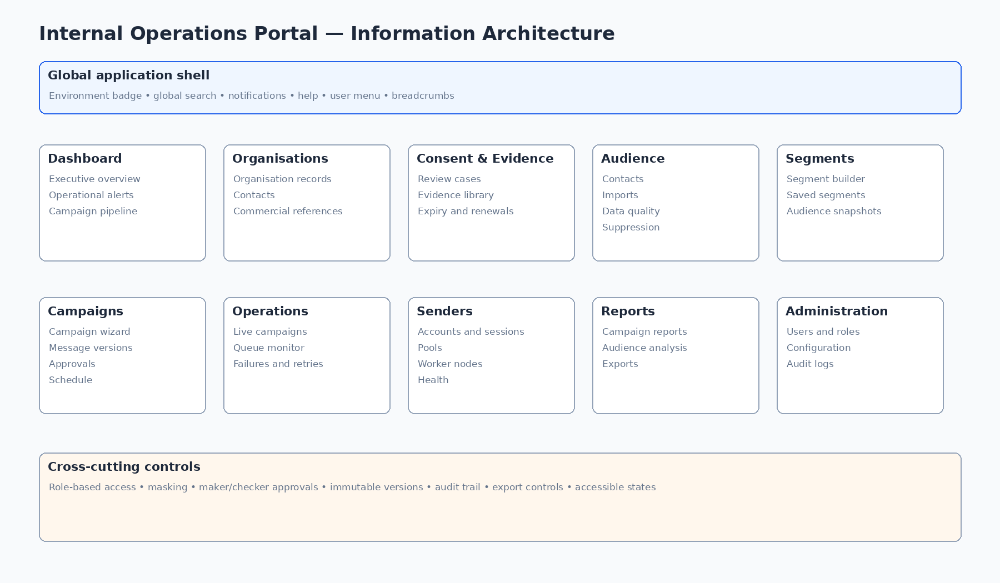 Internal Operations Portal — Information Architecture
Global application shell
Environment badge • global search • notifications • help • user menu • breadcrumbs
Dashboard
Executive overview
Operational alerts
Campaign pipeline
Organisations
Organisation records
Contacts
Commercial references
Consent & Evidence
Review cases
Evidence library
Expiry and renewals
Audience
Contacts
Imports
Data quality
Suppression
Segments
Segment builder
Saved segments
Audience snapshots
Campaigns
Campaign wizard
Message versions
Approvals
Schedule
Operations
Live campaigns
Queue monitor
Failures and retries
Senders
Accounts and sessions
Pools
Worker nodes
Health
Reports
Campaign reports
Audience analysis
Exports
Administration
Users and roles
Configuration
Audit logs
Cross-cutting controls
Role-based access • masking • maker/checker approvals • immutable versions • audit trail • export controls • accessible states